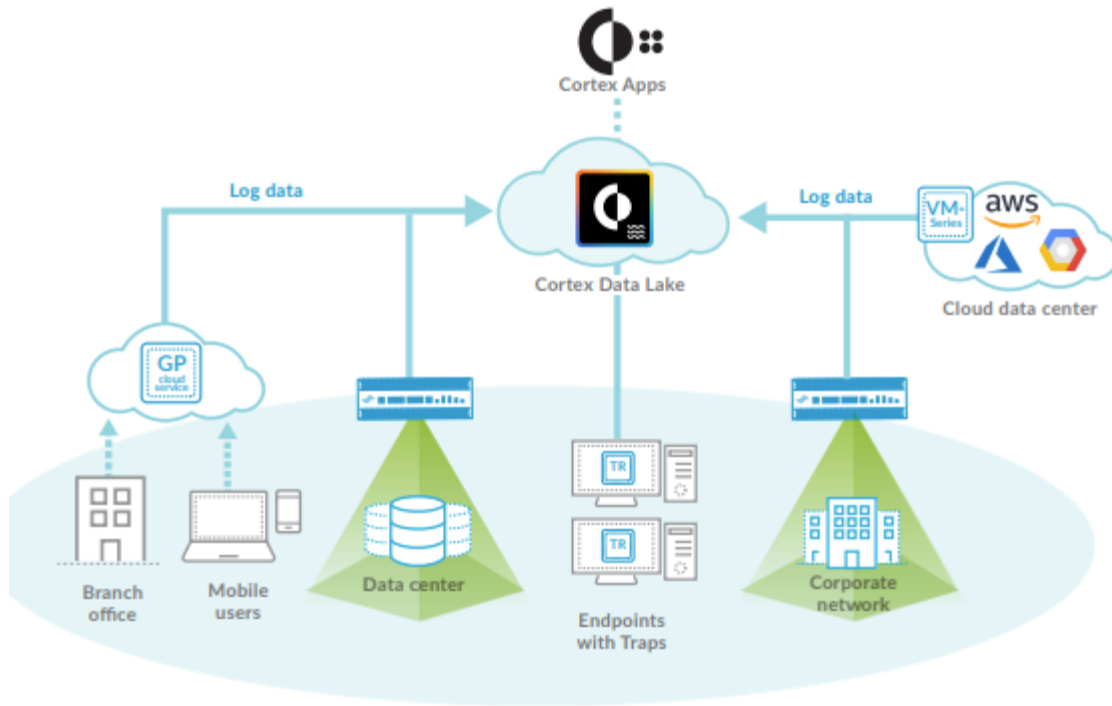 Cortex Apps
Log data
Log data
VM-
Series
aws
Cortex Data Lake
Cloud data center
GP
cloud
service
TR
TR
Branch
office
Mobile
users
Data center
Endpoints
with Traps
Corporate
network